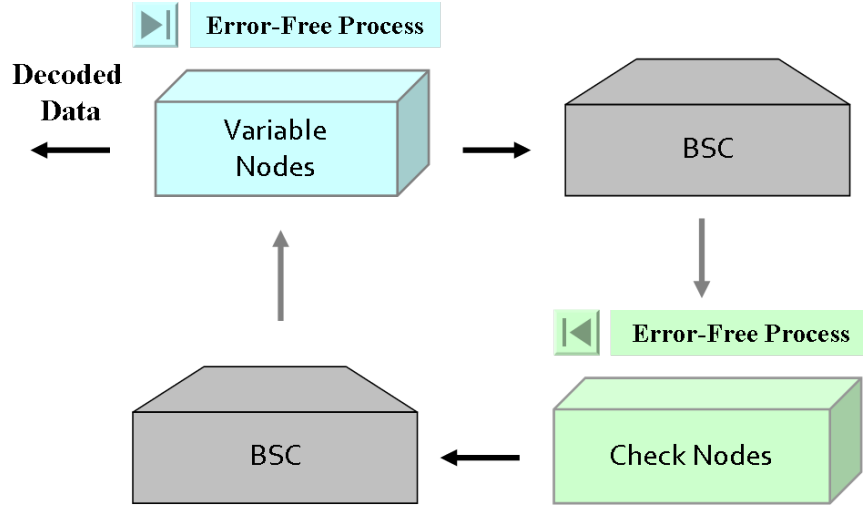 Error-Free Process
Decoded
Data
Variable
Nodes
BSC
Error-Free Process
BSC
Check Nodes